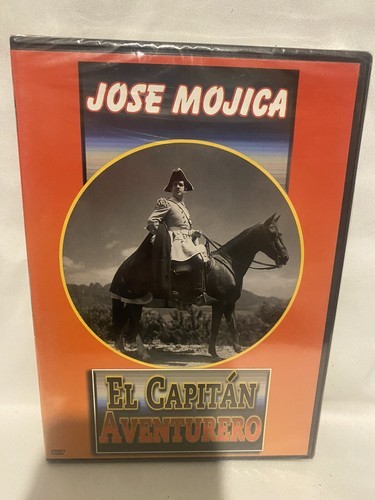 JOSE MOJICA
EL CAPITÁN
AVENTURERO